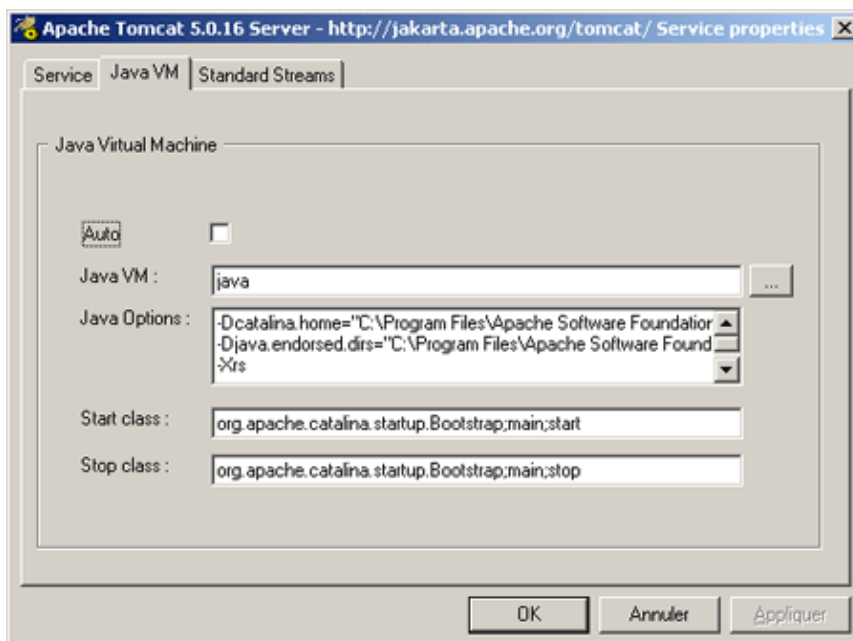 Apache Tomcat 5.0.16 Server - http://jakarta.apache.org/tomcat/ Service properties
Service Java VM Standard Streams
Java Virtual Machine
Auto
Java VM : java ...
Java Options : -Dcatalina.home="C:\Program Files\Apache Software Foundation
-Djava.endorsed.dirs="C:\Program Files\Apache Software Found
-Xrs
Start class : org.apache.catalina.startup.Bootstrap;main;start
Stop class : org.apache.catalina.startup.Bootstrap;main;stop
OK Annuler Appliquer